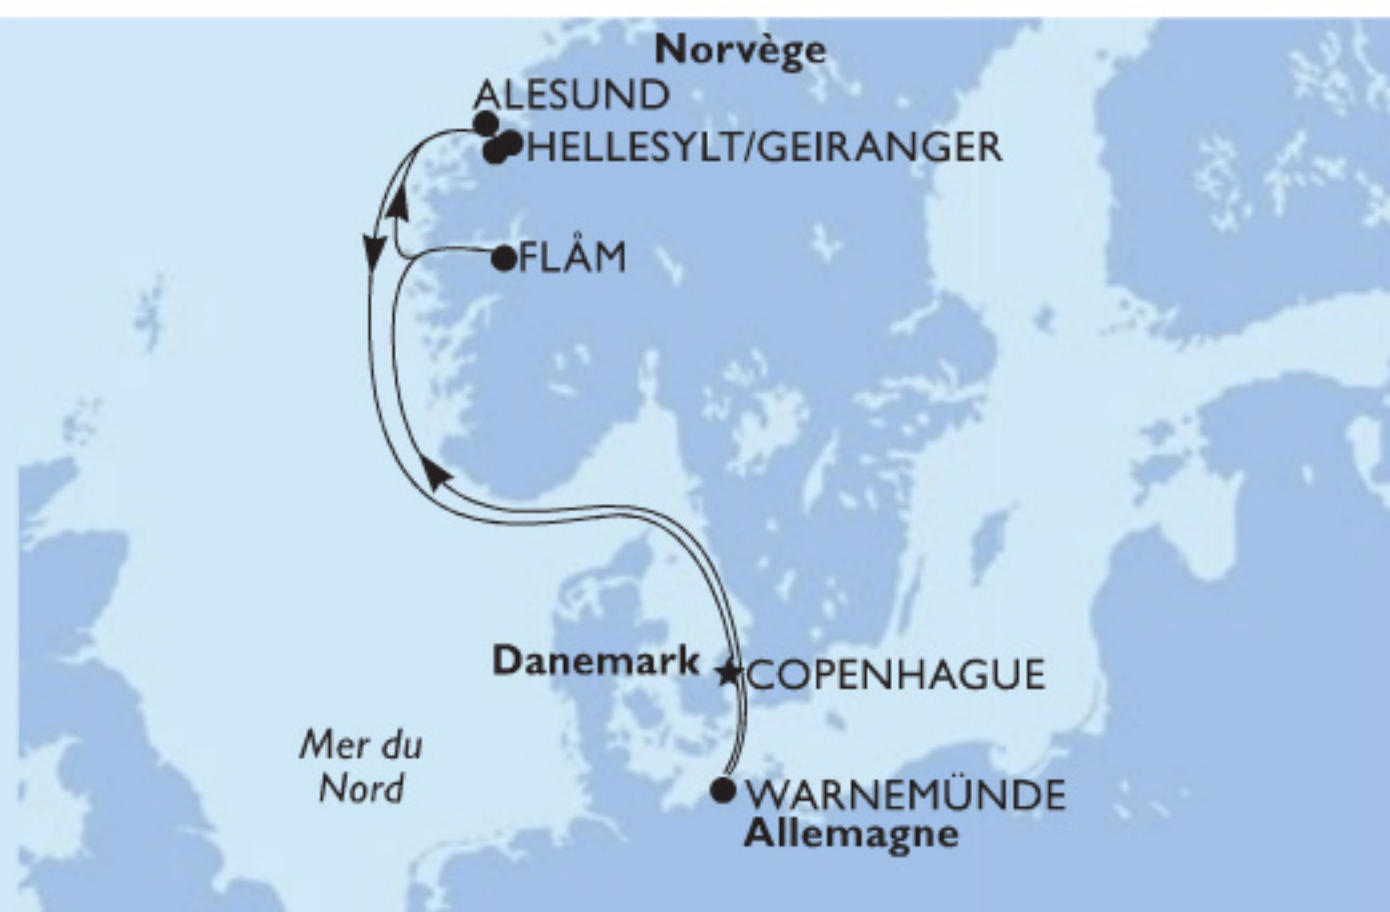 Norvège
ALESUND
HELLESYLT/GEIRANGER
FLÅM
Danemark
COPENHAGUE
Mer du
Nord
WARNEMÜNDE
Allemagne